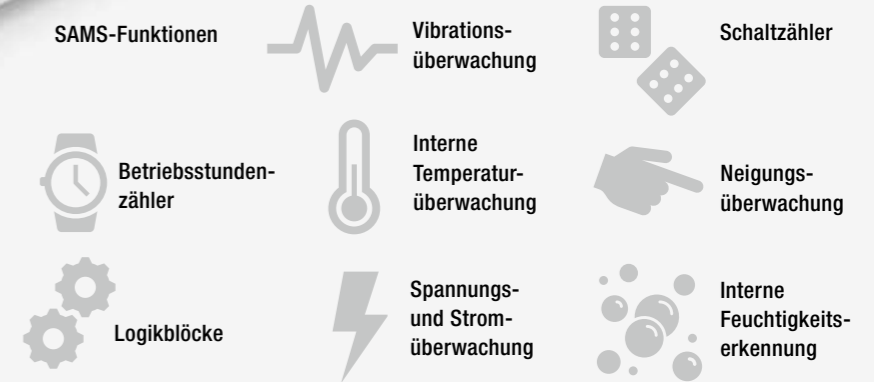 SAMS-Funktionen
Vibrations-
überwachung
Schaltzähler
Betriebsstunden-
zähler
Interne
Temperatur-
überwachung
Neigungs-
überwachung
Logikblöcke
Spannungs-
und Strom-
überwachung
Interne
Feuchtigkeits-
erkennung